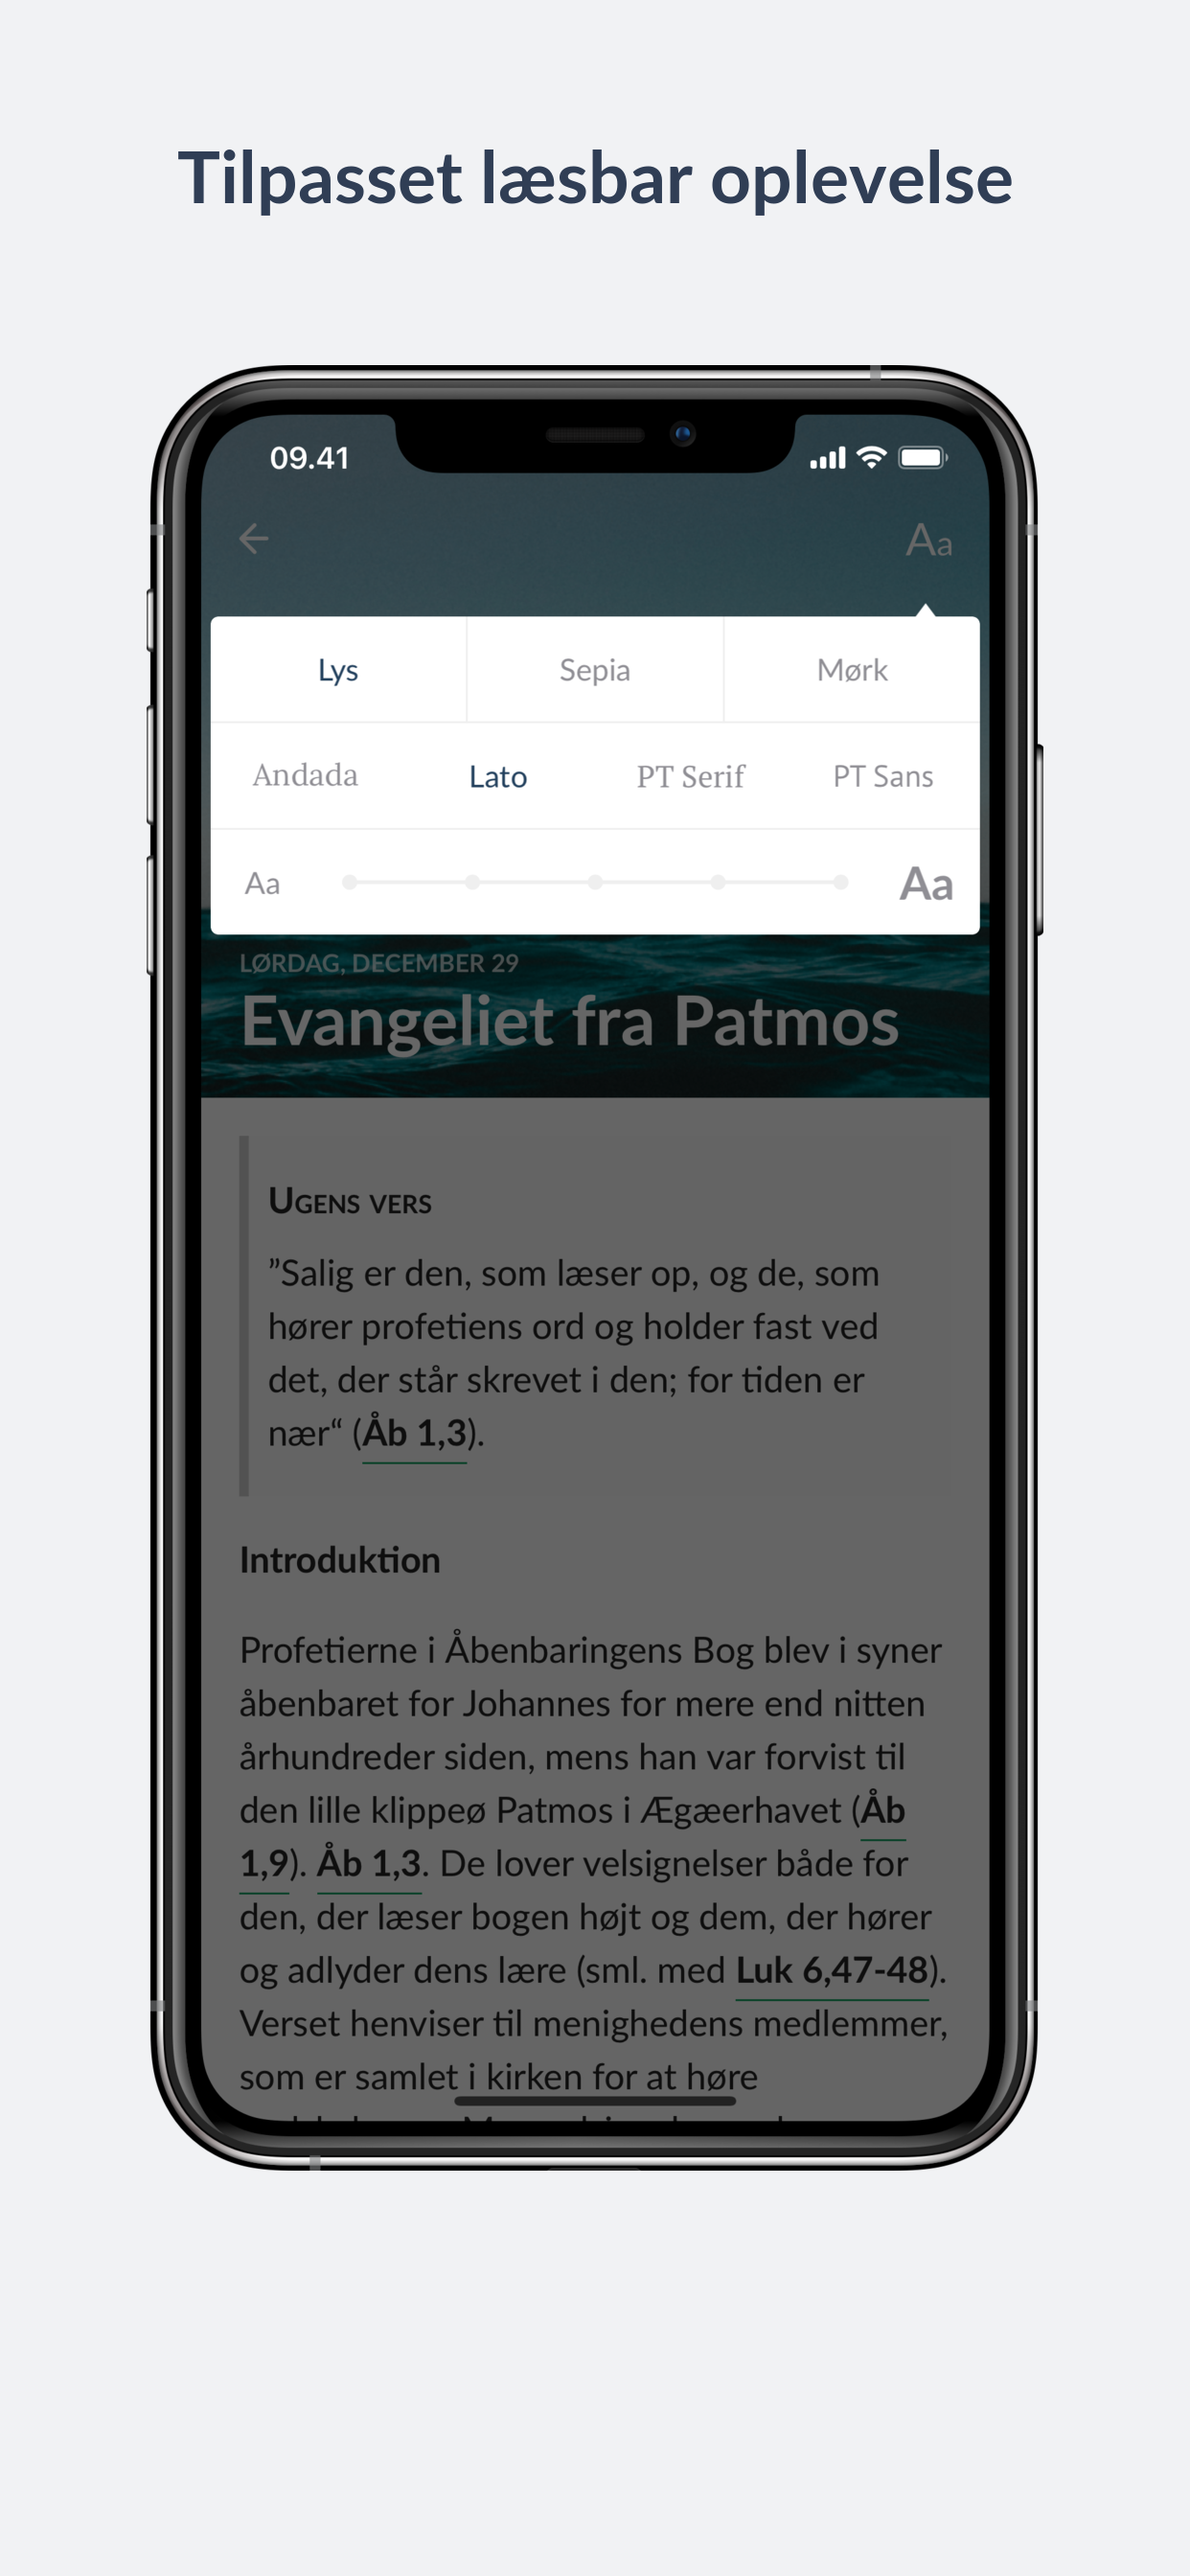 Tilpasset læsbar oplevelse
09.41
Aa
Lys Sepia Mørk
Andada Lato PT Serif PT Sans
Aa Aa
LØRDAG, DECEMBER 29
Evangeliet fra Patmos
UGENS VERS
”Salig er den, som læser op, og de, som
hører profetiens ord og holder fast ved
det, der står skrevet i den; for tiden er
nær“ (Åb 1,3).
Introduktion
Profetierne i Åbenbaringens Bog blev i syner
åbenbaret for Johannes for mere end nitten
århundreder siden, mens han var forvist til
den lille klippeø Patmos i Ægæerhavet (Åb
1,9). Åb 1,3. De lover velsignelser både for
den, der læser bogen højt og dem, der hører
og adlyder dens lære (sml. med Luk 6,47-48).
Verset henviser til menighedens medlemmer,
som er samlet i kirken for at høre